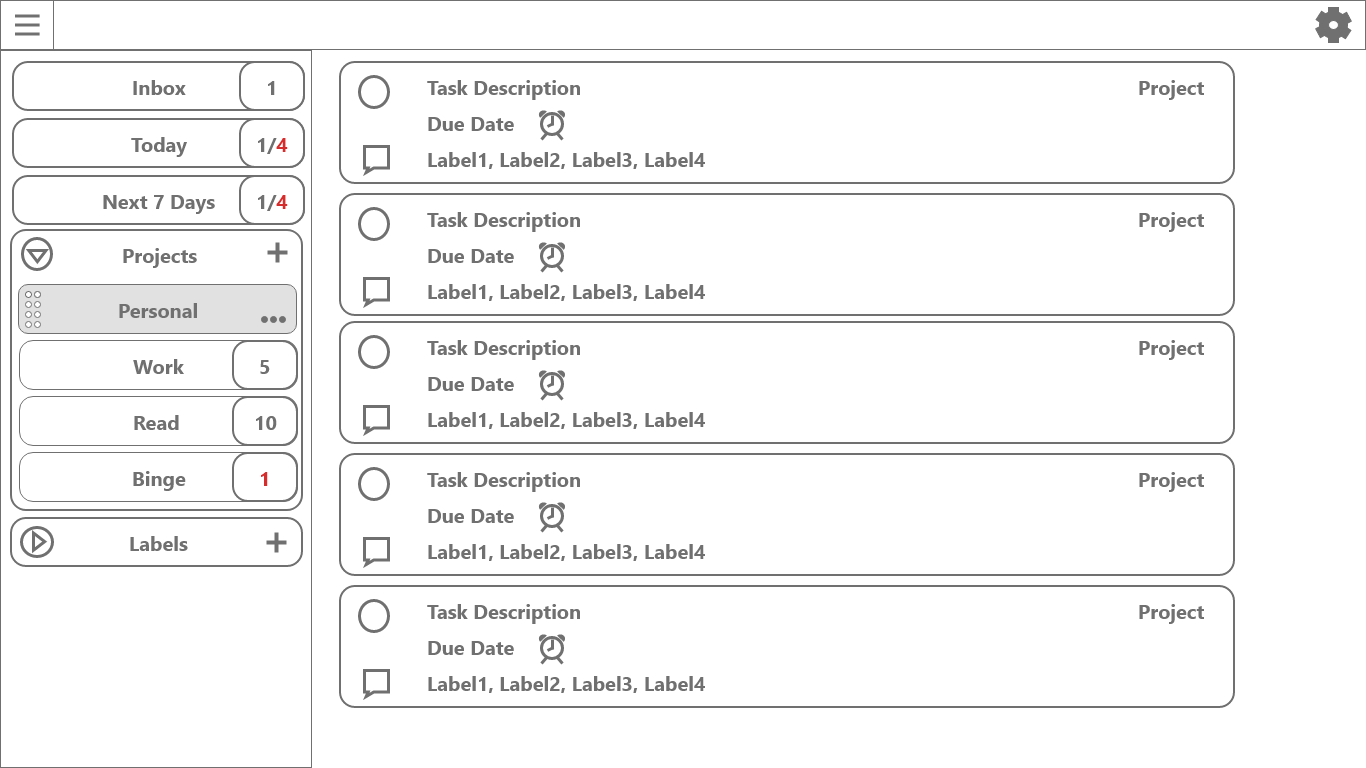 Inbox 1
Today 1/4
Next 7 Days 1/4
Projects +
Personal ...
Work 5
Read 10
Binge 1
Labels +
Task Description Project
Due Date
Label1, Label2, Label3, Label4
Task Description Project
Due Date
Label1, Label2, Label3, Label4
Task Description Project
Due Date
Label1, Label2, Label3, Label4
Task Description Project
Due Date
Label1, Label2, Label3, Label4
Task Description Project
Due Date
Label1, Label2, Label3, Label4